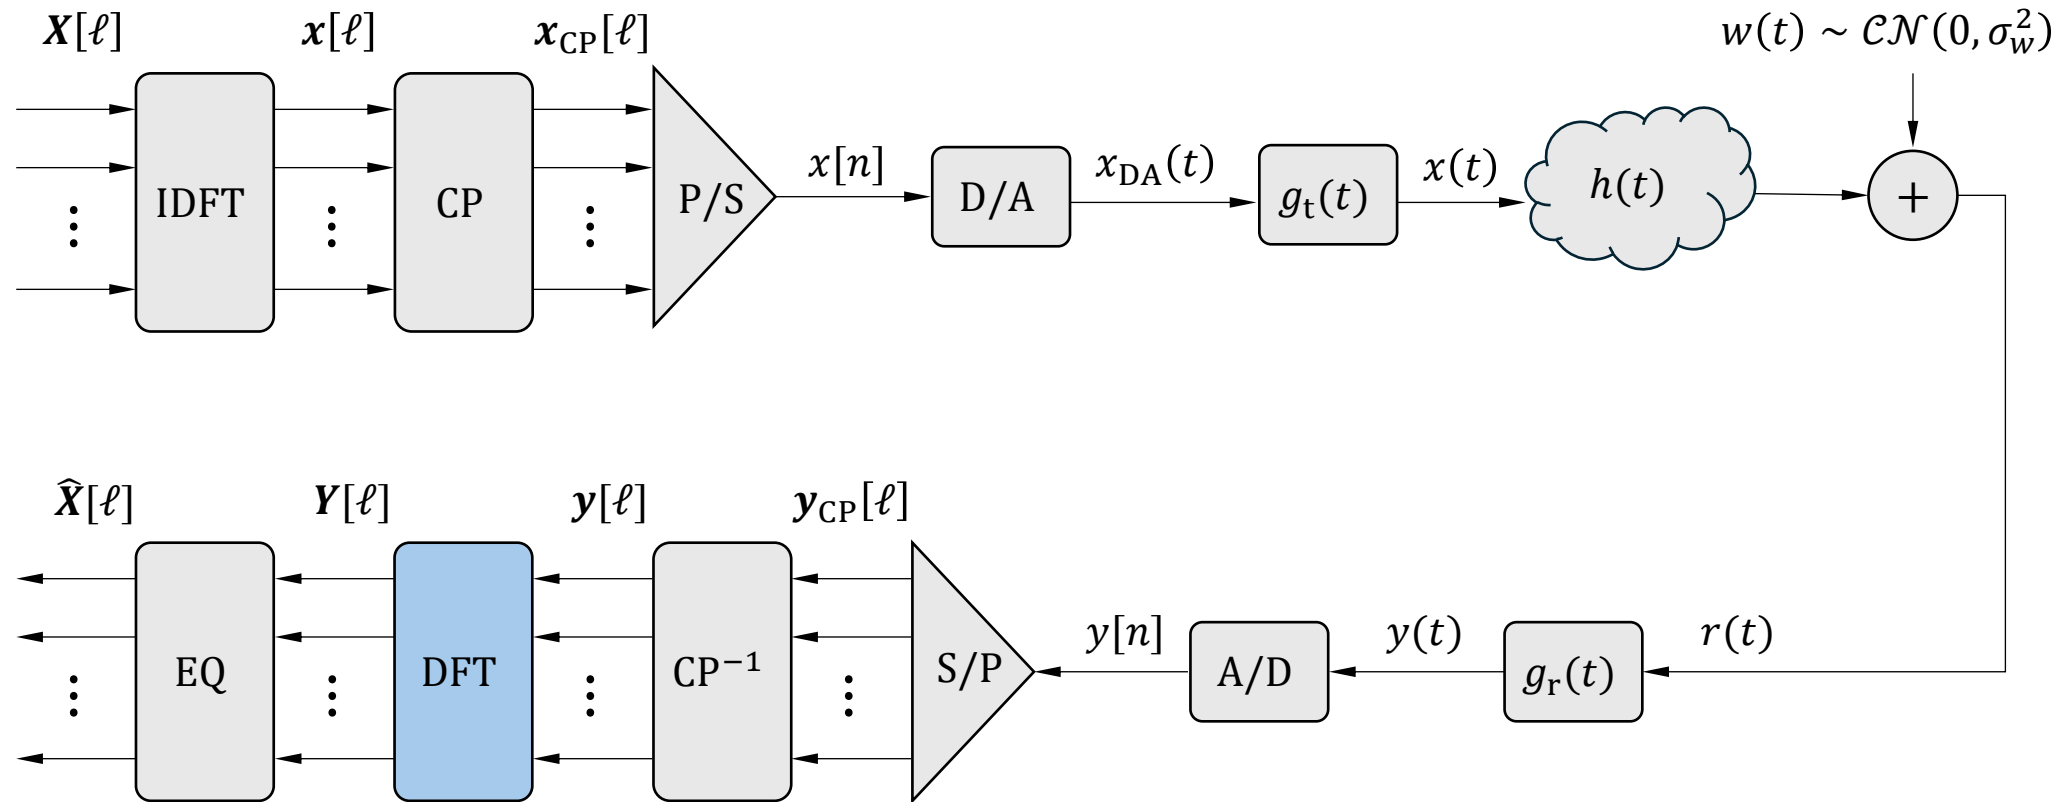 𝑿[ℓ] 𝒙[ℓ] 𝒙_CP[ℓ] w(t) ~ 𝒞𝒩(0, σ_w^2)
IDFT CP P/S x[n] D/A x_DA(t) g_t(t) x(t) h(t) +
𝑿̂[ℓ] 𝒀[ℓ] 𝒚[ℓ] 𝒚_CP[ℓ]
EQ DFT CP⁻¹ S/P y[n] A/D y(t) g_r(t) r(t)